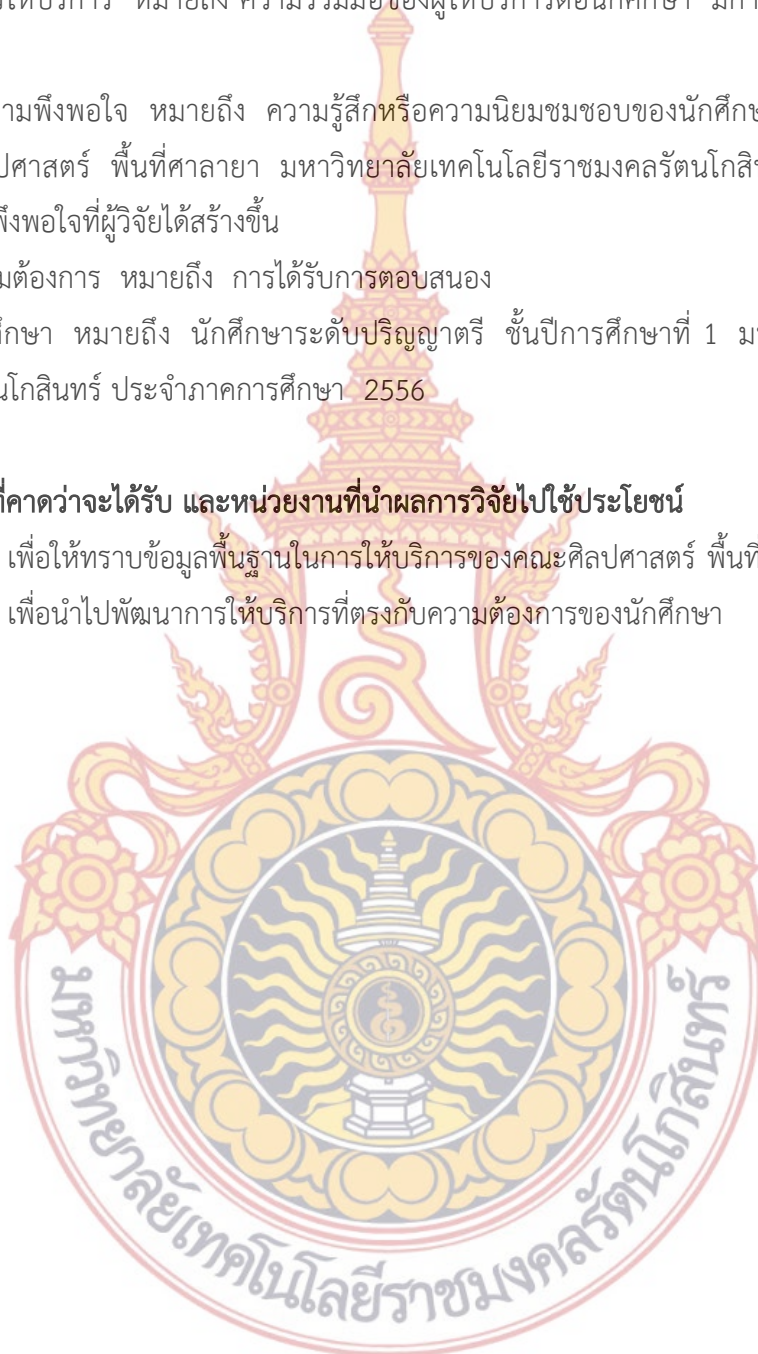 หมายถึง ความร่วมมือของผู้ให้บริการต่อนักศึกษา
ามพึงพอใจ หมายถึง ความรู้สึกหรือความนิยมชมชอบของนักศึกษ
ปศาสตร์ พื้นที่ศาลายา มหาวิทยาลัยเทคโนโลยีราชมงคลรัตนโกสิน
พึงพอใจที่ผู้วิจัยได้สร้างขึ้น
มต้องการ หมายถึง การได้รับการตอบสนอง
ึกษา หมายถึง นักศึกษาระดับปริญญาตรี ชั้นปีการศึกษาที่ 1 ม
นโกสินทร์ ประจำภาคการศึกษา 2556
ี่คาดว่าจะได้รับ และหน่วยงานที่นำผลการวิจัยไปใช้ประโยชน์
เพื่อให้ทราบข้อมูลพื้นฐานในการให้บริการของคณะศิลปศาสตร์ พื้นที
เพื่อนำไปพัฒนาการให้บริการที่ตรงกับความต้องการของนักศึกษา
มหาวิทยาลัยเทคโนโลยีราชมงคลรัตนโกสินทร์